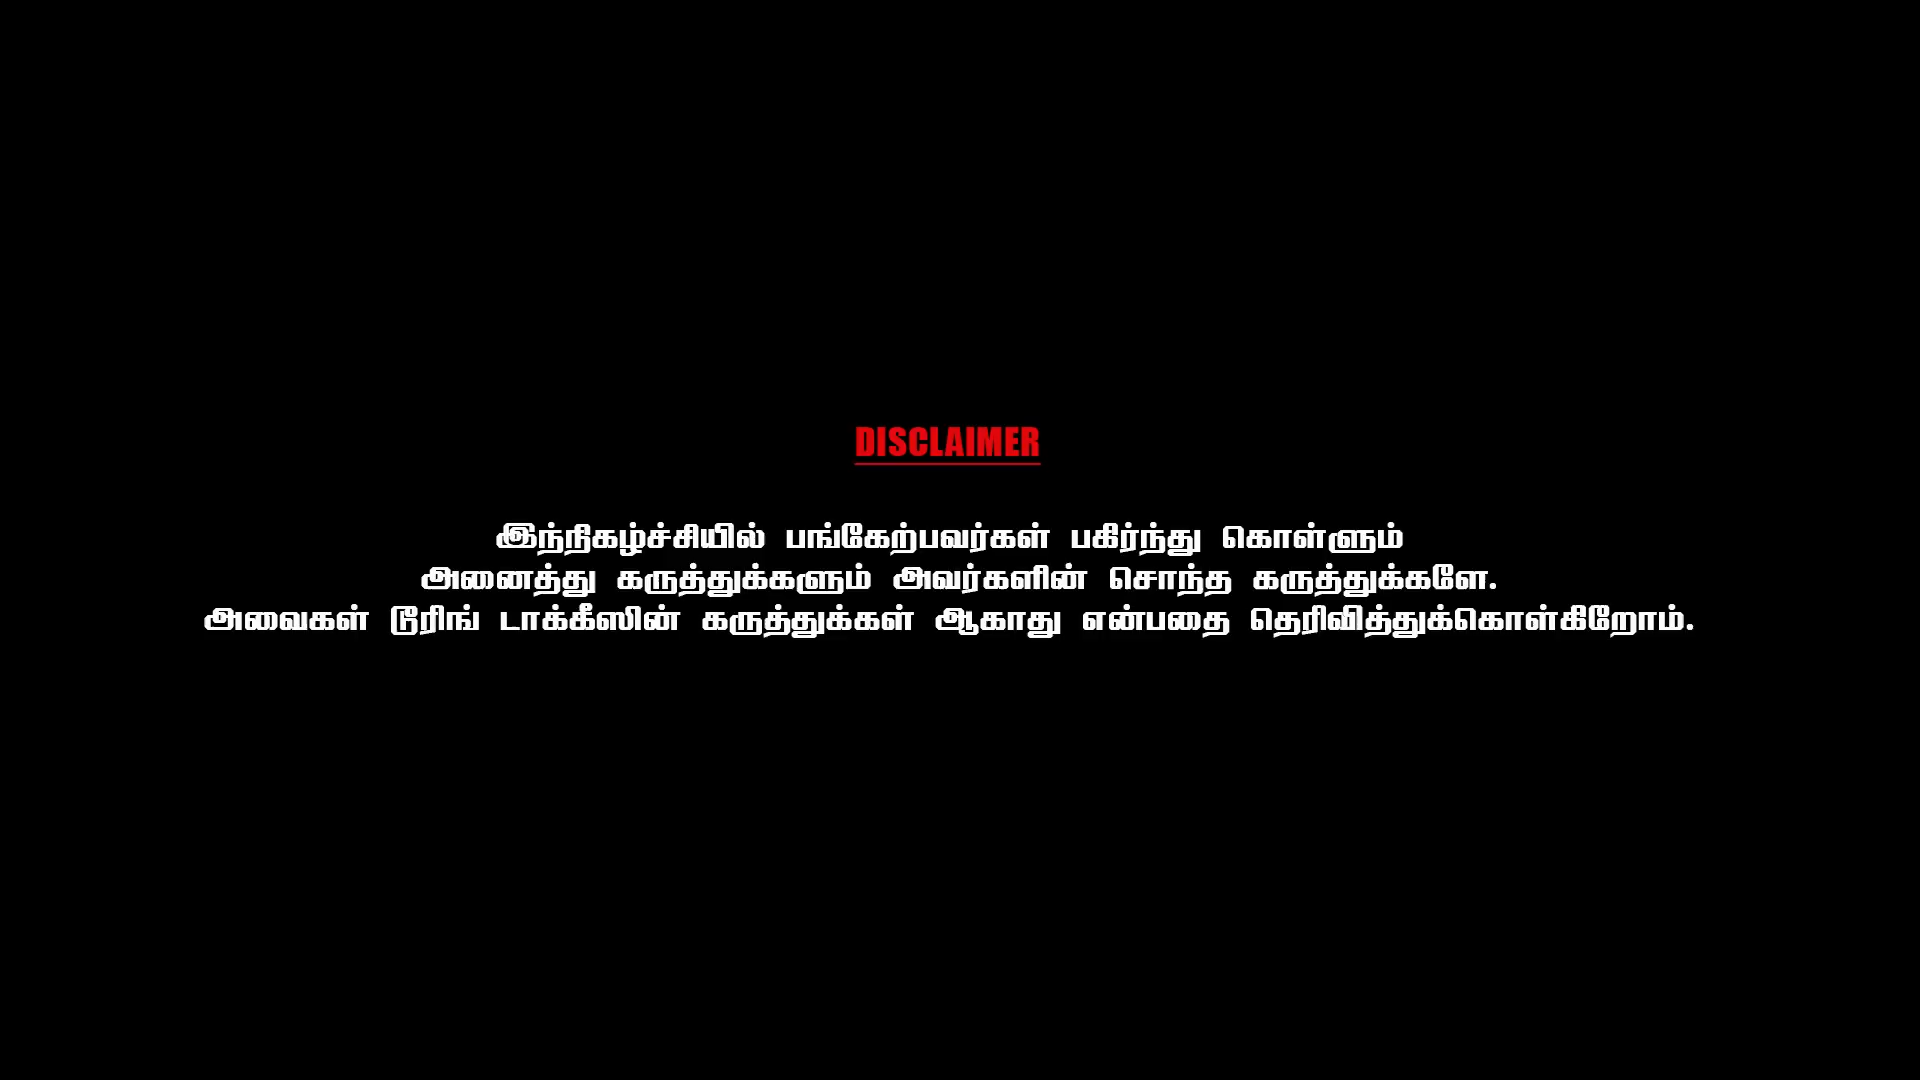 DISCLAIMER
இந்நிகழ்ச்சியில் பங்கேற்பவர்கள் பகிர்ந்து கொள்ளும்
அனைத்து கருத்துக்களும் அவர்களின் சொந்த கருத்துக்களே.
அவைகள் டூரிங் டாக்கீஸின் கருத்துக்கள் ஆகாது என்பதை தெரிவித்துக்கொள்கிறோம்.